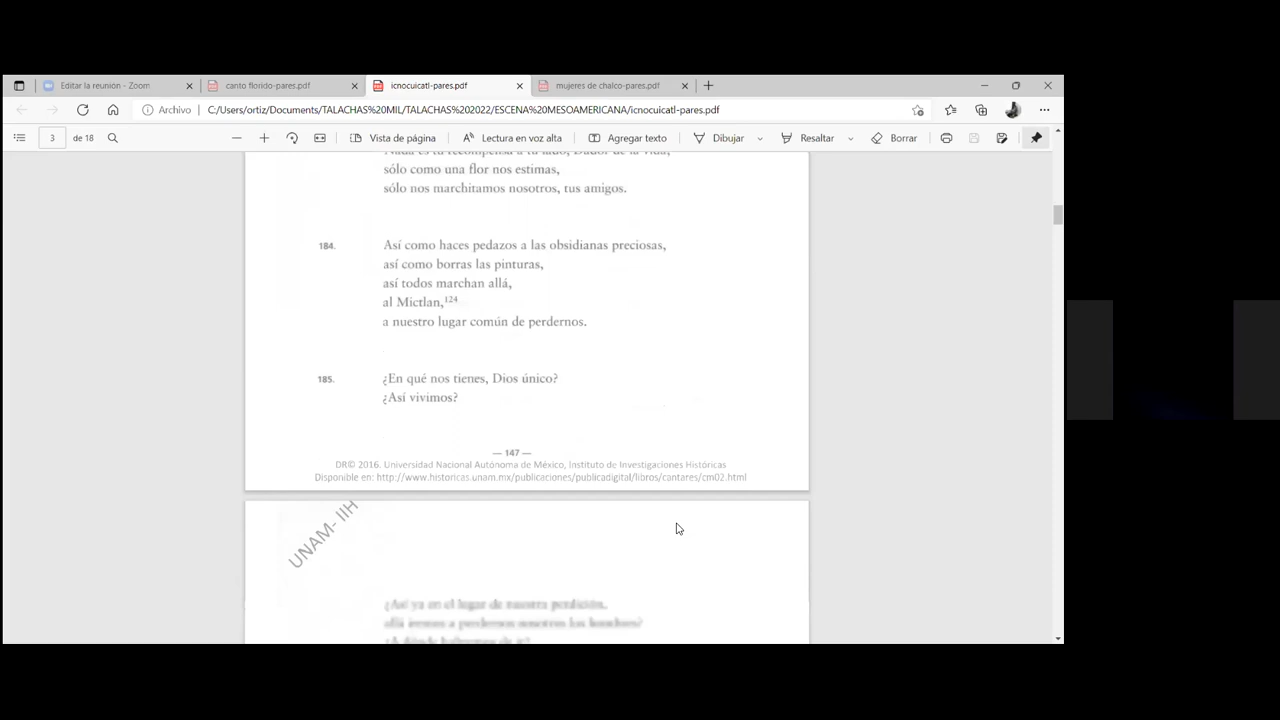 Editar la reunión - Zoom
canto florido-pares.pdf
icnocuicatl-pares.pdf
mujeres de chalco-pares.pdf
Archivo
C:/Users/ortiz/Documents/TALACHAS%20MIL/TALACHAS%202022/ESCENA%20MESOAMERICANA/icnocuicatl-pares.pdf
3 de 18
Vista de página
Lectura en voz alta
Agregar texto
Dibujar
Resaltar
Borrar
Nada es tu recompensa a tu lado, Dador de la vida,
sólo como una flor nos estimas,
sólo nos marchitamos nosotros, tus amigos.
184. Así como haces pedazos a las obsidianas preciosas,
así como borras las pinturas,
así todos marchan allá,
al Mictlan,124
a nuestro lugar común de perdernos.
185. ¿En qué nos tienes, Dios único?
¿Así vivimos?
— 147 —
DR© 2016. Universidad Nacional Autónoma de México, Instituto de Investigaciones Históricas
Disponible en: http://www.historicas.unam.mx/publicaciones/publicadigital/libros/cantares/cm02.html
UNAM- IIH
¿Así ya en el lugar de nuestra perdición,
allá iremos a perdernos nosotros los hombres?
¿A dónde habremos de ir?